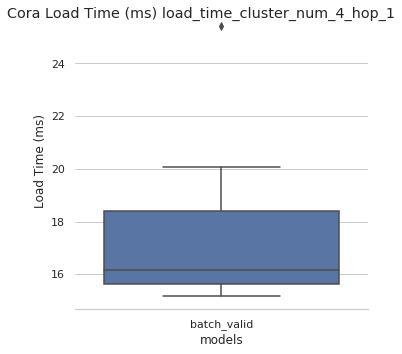 Cora Load Time (ms) load_time_cluster_num_4_hop_1
24
22
20
18
16
Load Time (ms)
batch_valid
models